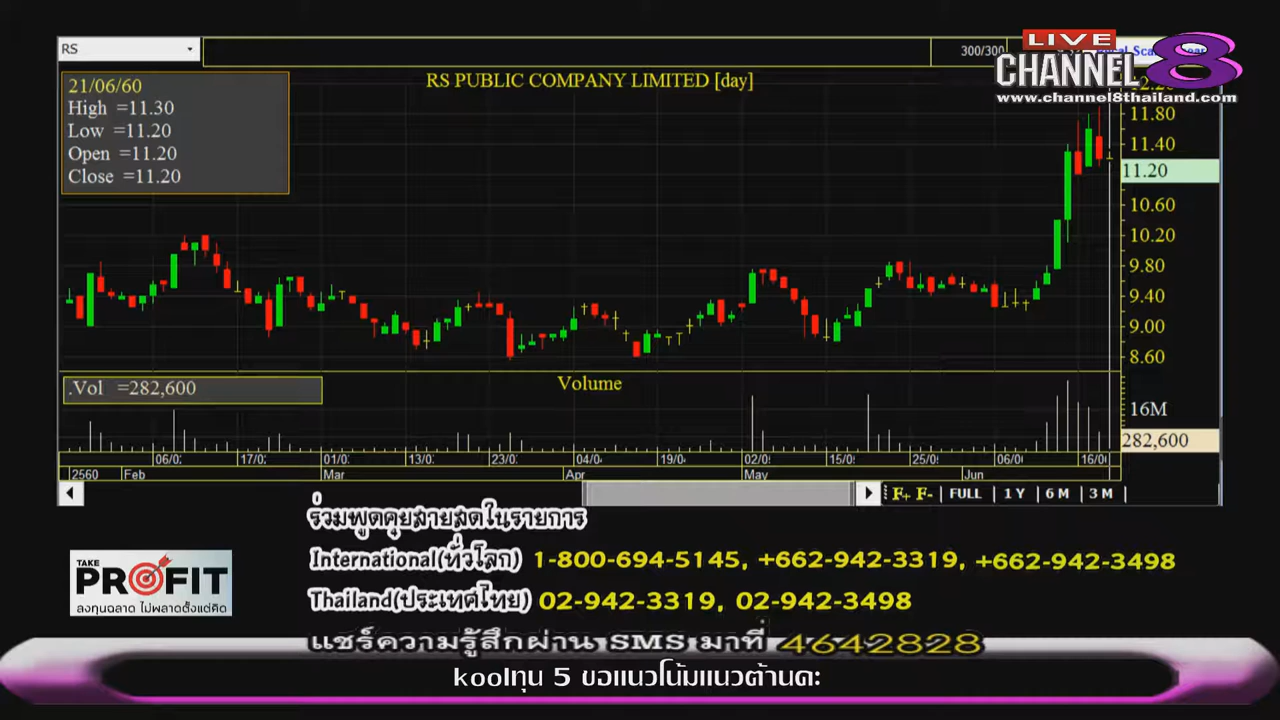 RS
300/300
LIVE
CHANNEL 8
www.channel8thailand.com
RS PUBLIC COMPANY LIMITED [day]
21/06/60
High =11.30
Low =11.20
Open =11.20
Close =11.20
11.80
11.40
11.20
10.60
10.20
9.80
9.40
9.00
8.60
.Vol =282,600
Volume
16M
282,600
06/0 17/0 01/0 13/0 23/0 04/0 19/0 02/0 15/0 25/0 06/0 16/0
2560 Feb Mar Apr May Jun
F+ F- FULL 1 Y 6 M 3 M
ร่วมพูดคุยสายสดในรายการ
International(ทั่วโลก) 1-800-694-5145, +662-942-3319, +662-942-3498
Thailand(ประเทศไทย) 02-942-3319, 02-942-3498
TAKE
PROFIT
ลงทุนฉลาด ไม่พลาดตั้งแต่คิด
แชร์ความรู้สึกผ่าน SMS มาที่ 4642828
koolทุน 5 ขอแนวโน้มแนวต้านคะ